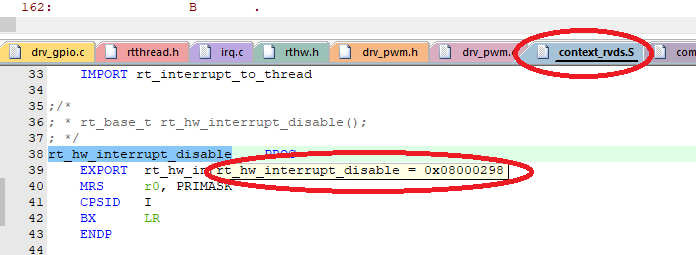 162: B .
drv_gpio.c rtthread.h irq.c rthw.h drv_pwm.h drv_pwm.c context_rvds.S com
33 IMPORT rt_interrupt_to_thread
34
35 ;/*
36 ; * rt_base_t rt_hw_interrupt_disable();
37 ; */
38 rt_hw_interrupt_disable PROC
39 EXPORT rt_hw_in rt_hw_interrupt_disable = 0x08000298
40 MRS r0, PRIMASK
41 CPSID I
42 BX LR
43 ENDP
44